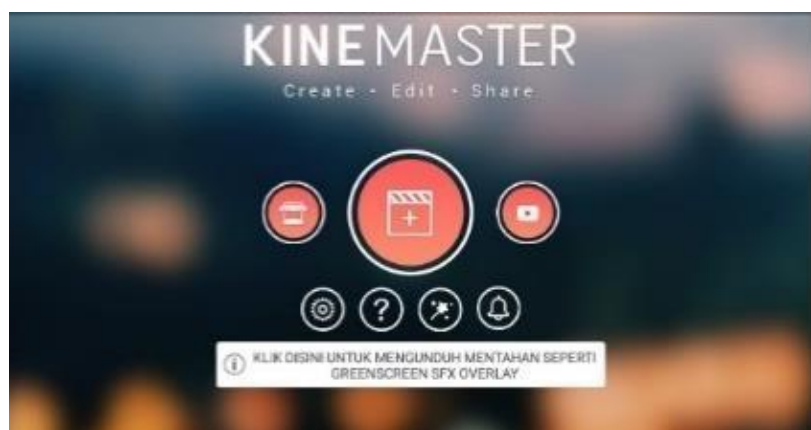 KINEMASTER
Create • Edit • Share
?
KLIK DISINI UNTUK MENGUNDUH MENTAHAN SEPERTI
GREENSCREEN SFX OVERLAY